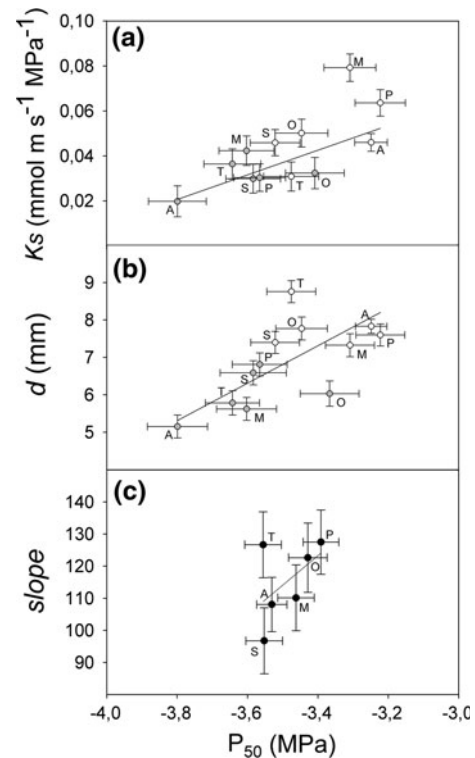 (a)
Ks (mmol m s⁻¹ MPa⁻¹)
0,10
0,08
0,06
0,04
0,02
M
P
O
S
A
M
T
S
P
T
O
A
(b)
d (mm)
9
8
7
6
5
T
O
A
S
M
P
P
S
T
M
O
A
(c)
slope
140
130
120
110
100
90
T
P
O
A
M
S
-4,0
-3,8
-3,6
-3,4
-3,2
-3,0
P₅₀ (MPa)